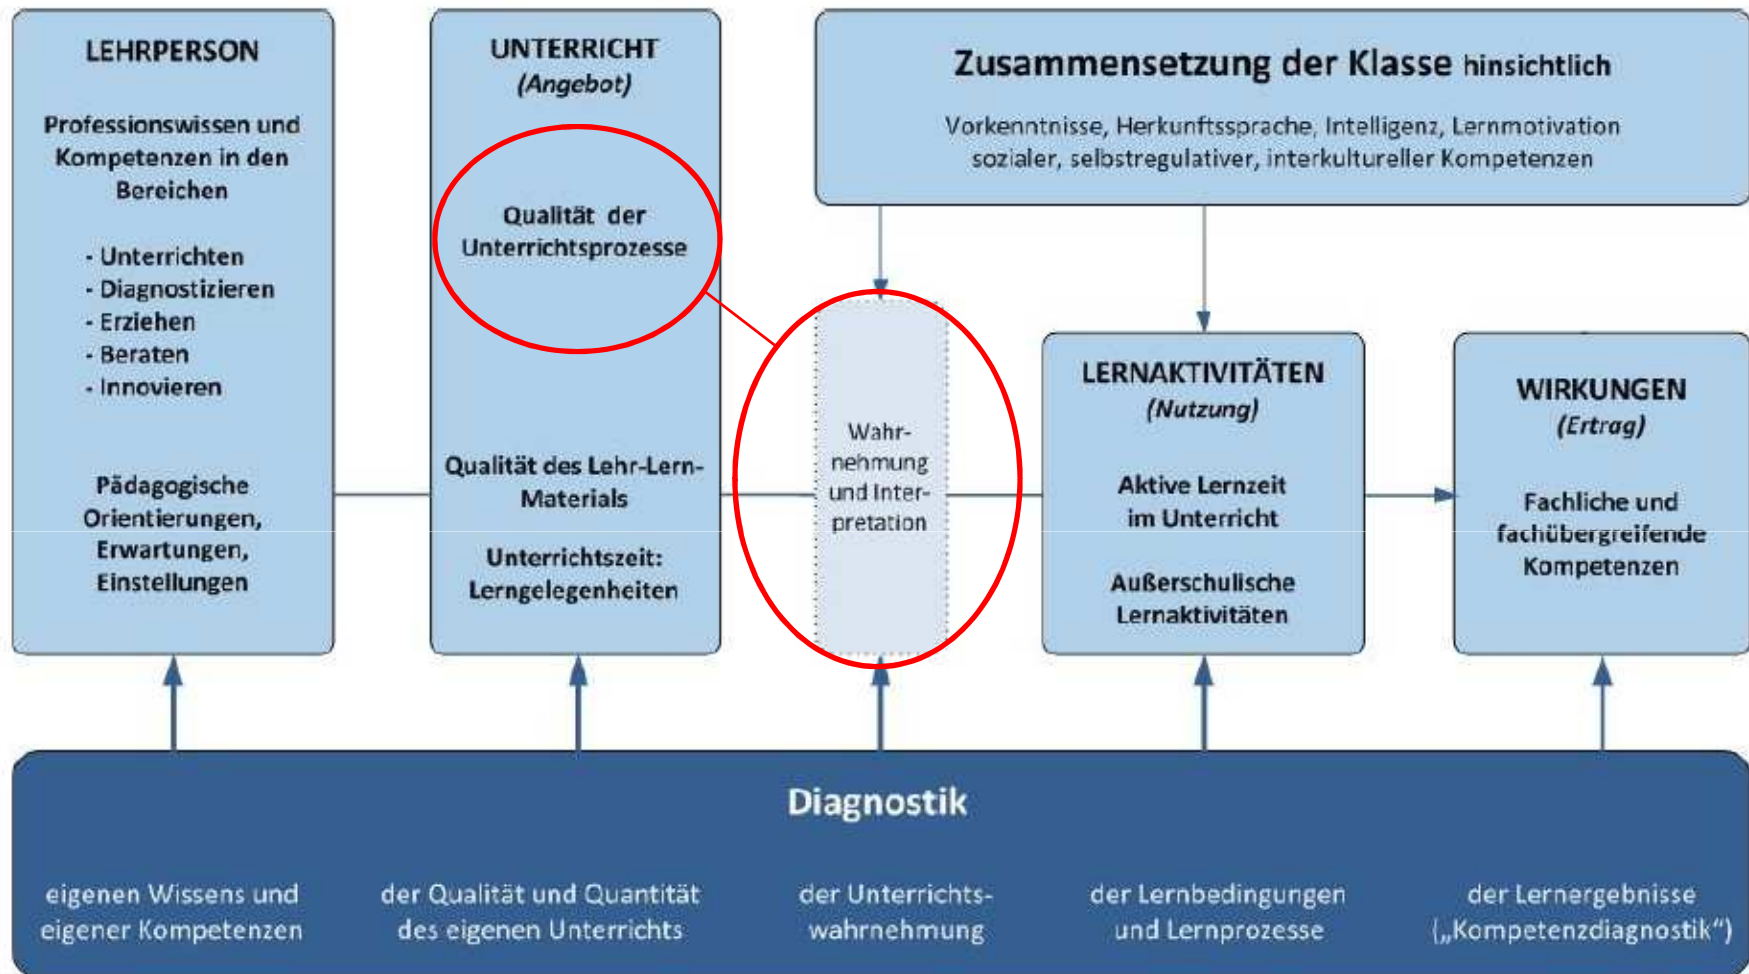 LEHRPERSON
Professionswissen und
Kompetenzen in den
Bereichen
- Unterrichten
- Diagnostizieren
- Erziehen
- Beraten
- Innovieren
Pädagogische
Orientierungen,
Erwartungen,
Einstellungen
UNTERRICHT
(Angebot)
Qualität der
Unterrichtsprozesse
Qualität des Lehr-Lern-
Materials
Unterrichtszeit:
Lerngelegenheiten
Zusammensetzung der Klasse hinsichtlich
Vorkenntnisse, Herkunftssprache, Intelligenz, Lernmotivation
sozialer, selbstregulativer, interkultureller Kompetenzen
Wahr-
nehmung
und Inter-
pretation
LERNAKTIVITÄTEN
(Nutzung)
Aktive Lernzeit
im Unterricht
Außerschulische
Lernaktivitäten
WIRKUNGEN
(Ertrag)
Fachliche und
fachübergreifende
Kompetenzen
Diagnostik
eigenen Wissens und
eigener Kompetenzen
der Qualität und Quantität
des eigenen Unterrichts
der Unterrichts-
wahrnehmung
der Lernbedingungen
und Lernprozesse
der Lernergebnisse
(„Kompetenzdiagnostik“)